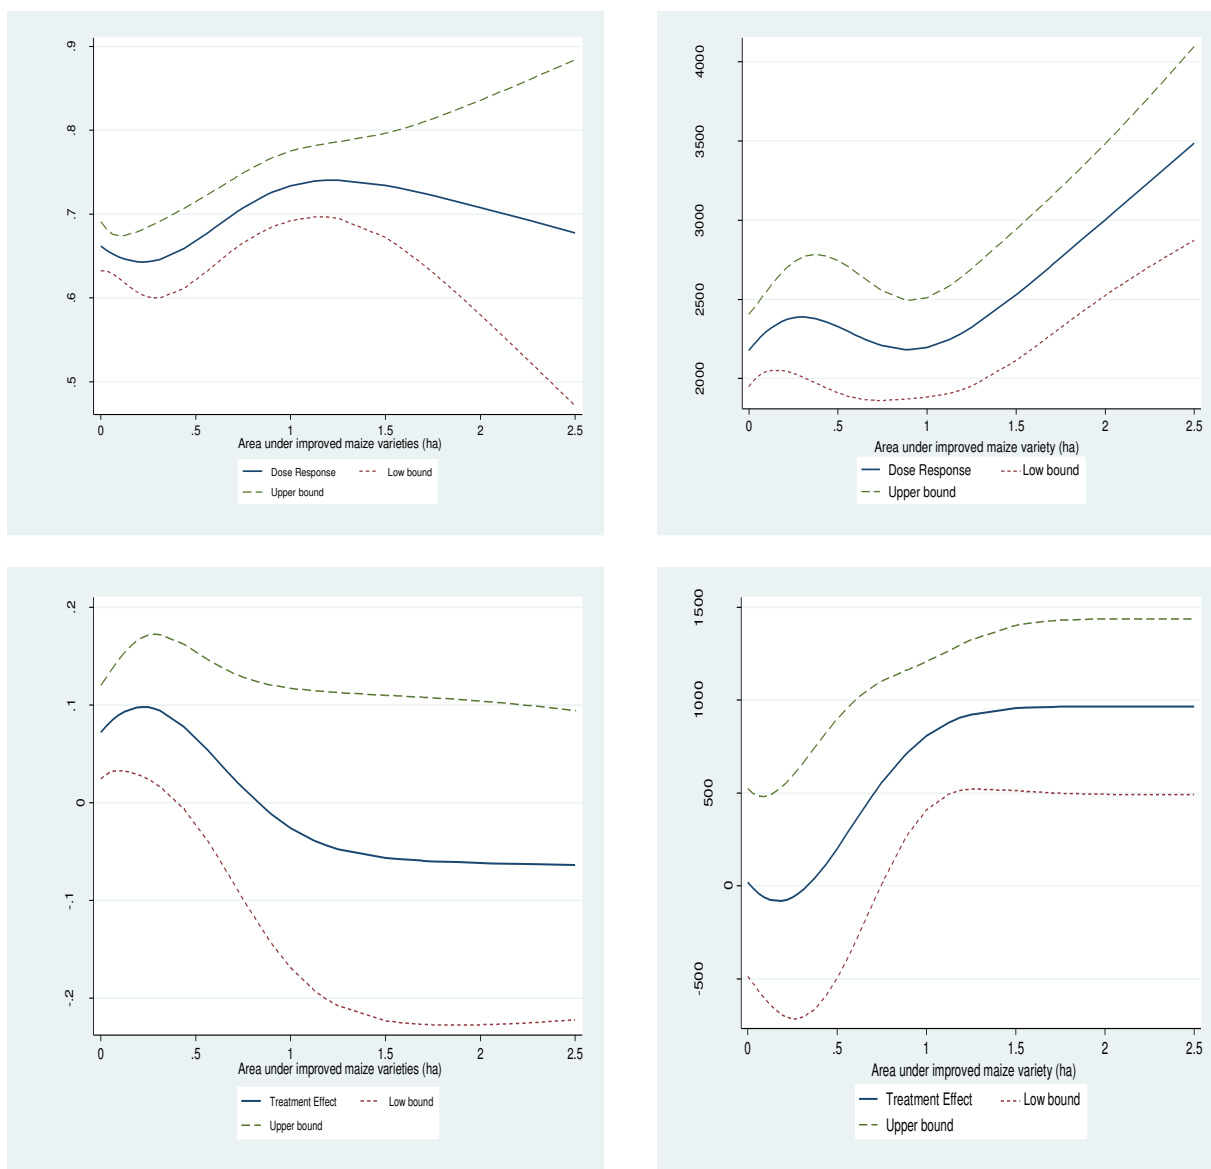 .9
.8
.7
.6
.5
0 .5 1 1.5 2 2.5
Area under improved maize varieties (ha)
Dose Response Low bound
Upper bound
4000
3500
3000
2500
2000
0 .5 1 1.5 2 2.5
Area under improved maize variety (ha)
Dose Response Low bound
Upper bound
.2
.1
0
-.1
-.2
0 .5 1 1.5 2 2.5
Area under improved maize varieties (ha)
Treatment Effect Low bound
Upper bound
1500
1000
500
0
-500
0 .5 1 1.5 2 2.5
Area under improved maize variety (ha)
Treatment Effect Low bound
Upper bound